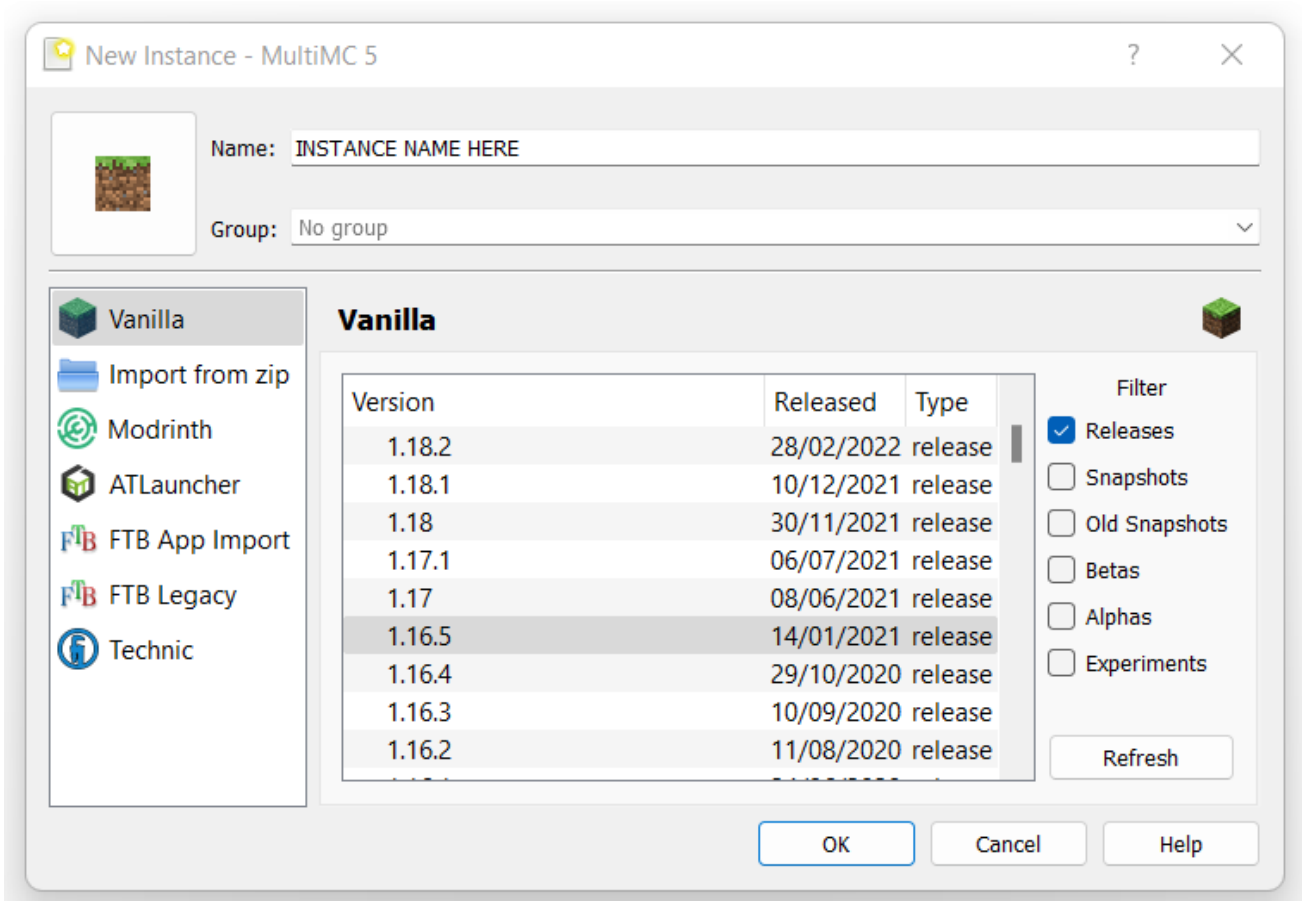 New Instance - MultiMC 5 ?
Name: INSTANCE NAME HERE
Group: No group
Vanilla
Import from zip
Modrinth
ATLauncher
FTB FTB App Import
FTB FTB Legacy
Technic
Vanilla
Version Released Type
1.18.2 28/02/2022 release
1.18.1 10/12/2021 release
1.18 30/11/2021 release
1.17.1 06/07/2021 release
1.17 08/06/2021 release
1.16.5 14/01/2021 release
1.16.4 29/10/2020 release
1.16.3 10/09/2020 release
1.16.2 11/08/2020 release
Filter
Releases
Snapshots
Old Snapshots
Betas
Alphas
Experiments
Refresh
OK Cancel Help